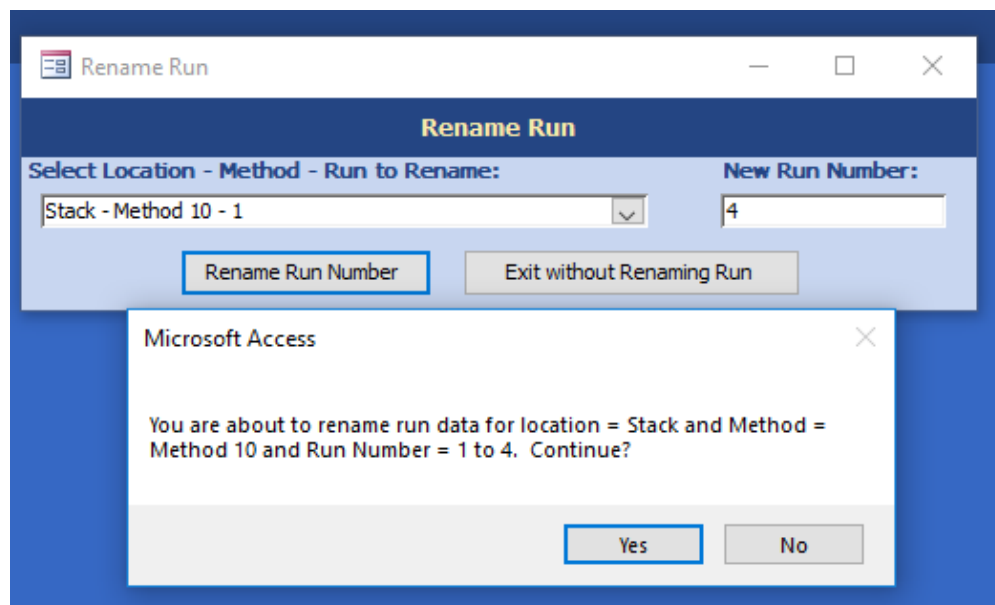 Rename Run
Rename Run
Select Location - Method - Run to Rename: New Run Number:
Stack - Method 10 - 1 4
Rename Run Number Exit without Renaming Run
Microsoft Access
You are about to rename run data for location = Stack and Method =
Method 10 and Run Number = 1 to 4.  Continue?
Yes No